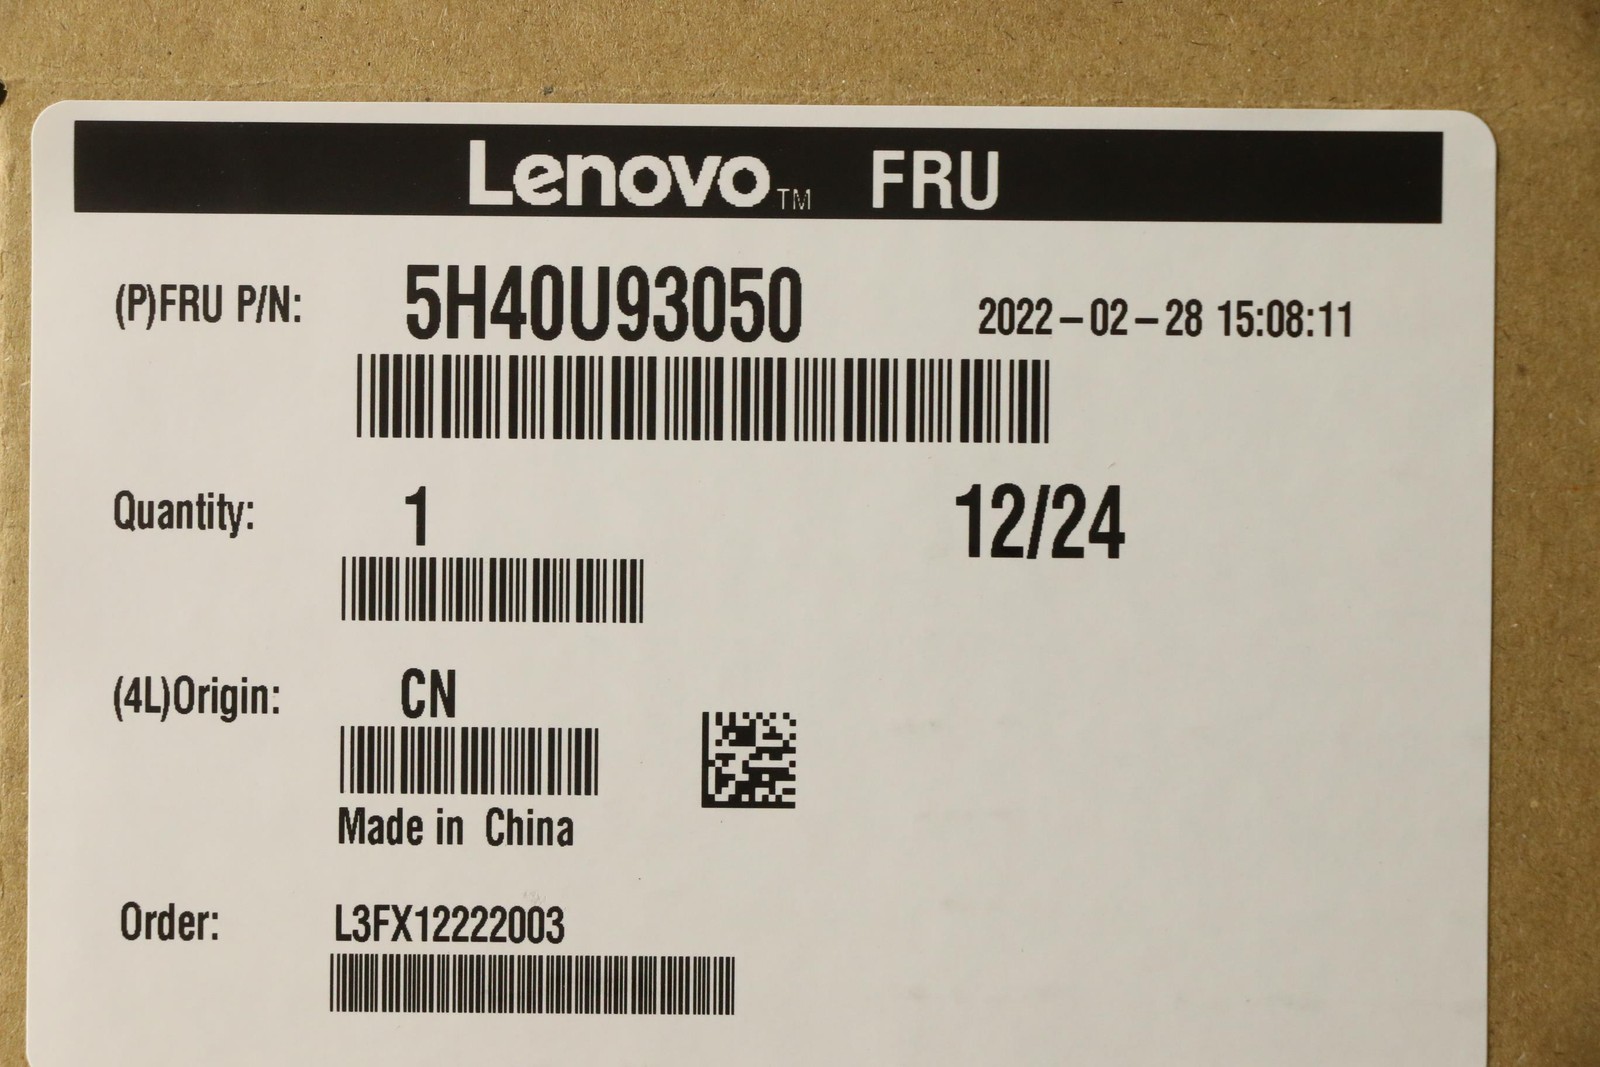 Lenovo™ FRU
(P)FRU P/N: 5H40U93050 2022-02-28 15:08:11
Quantity: 1 12/24
(4L)Origin: CN
Made in China
Order: L3FX12222003